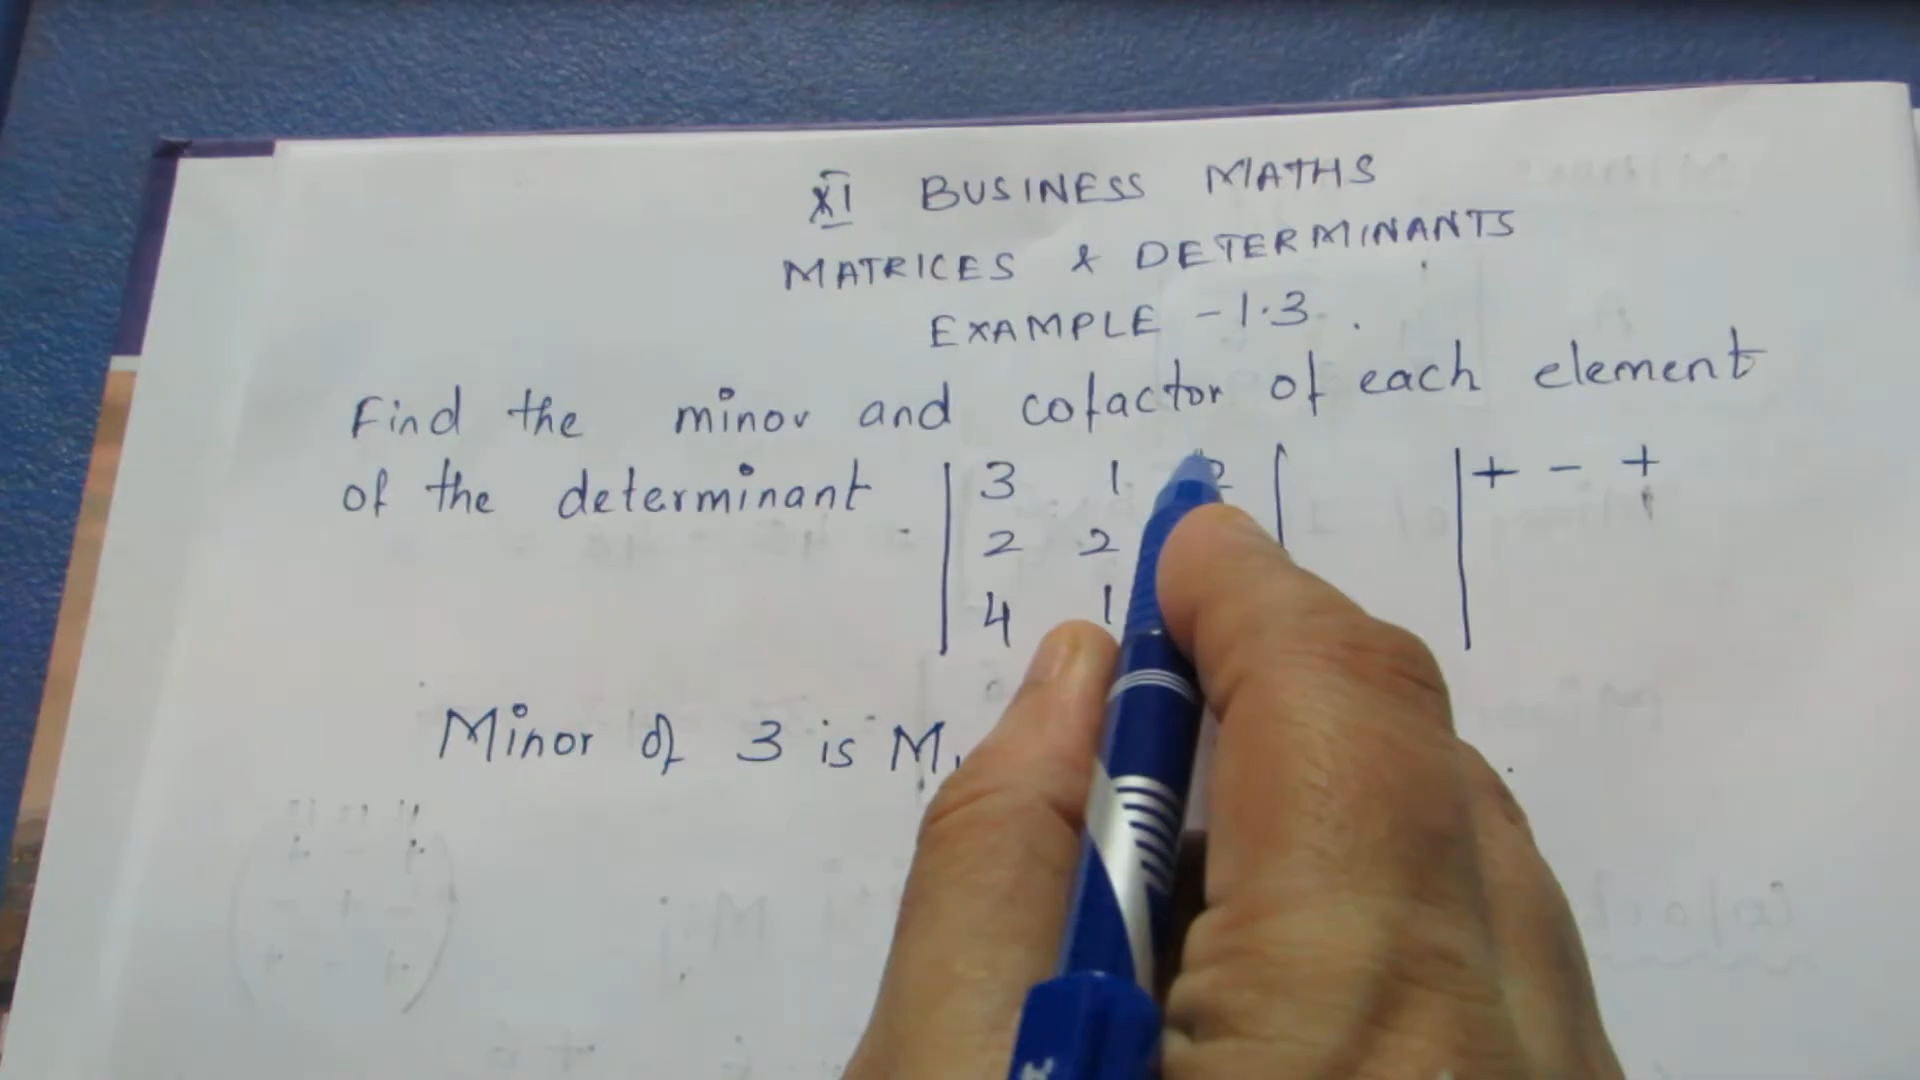 XI BUSINESS MATHS
MATRICES & DETERMINANTS
EXAMPLE - 1.3.
Find the minor and cofactor of each element
of the determinant | 3 1 2 | | + - +
2 2
4 1
Minor of 3 is M